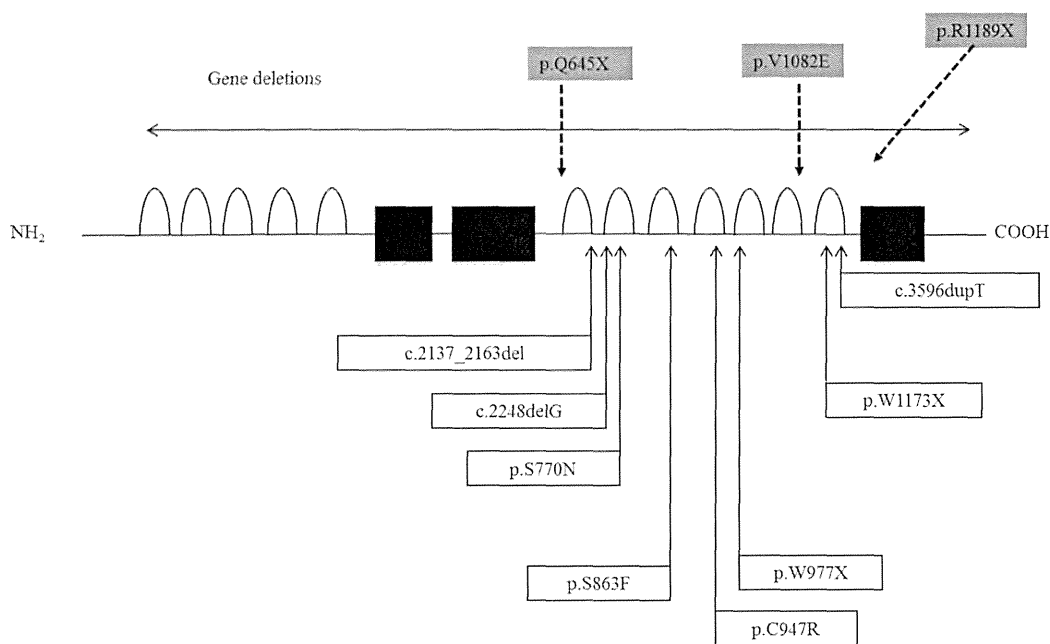 p.R1189X
p.Q645X
p.V1082E
Gene deletions
NH2
COOH
c.3596dupT
c.2137_2163del
p.W1173X
c.2248delG
p.S770N
p.S863F
p.W977X
p.C947R